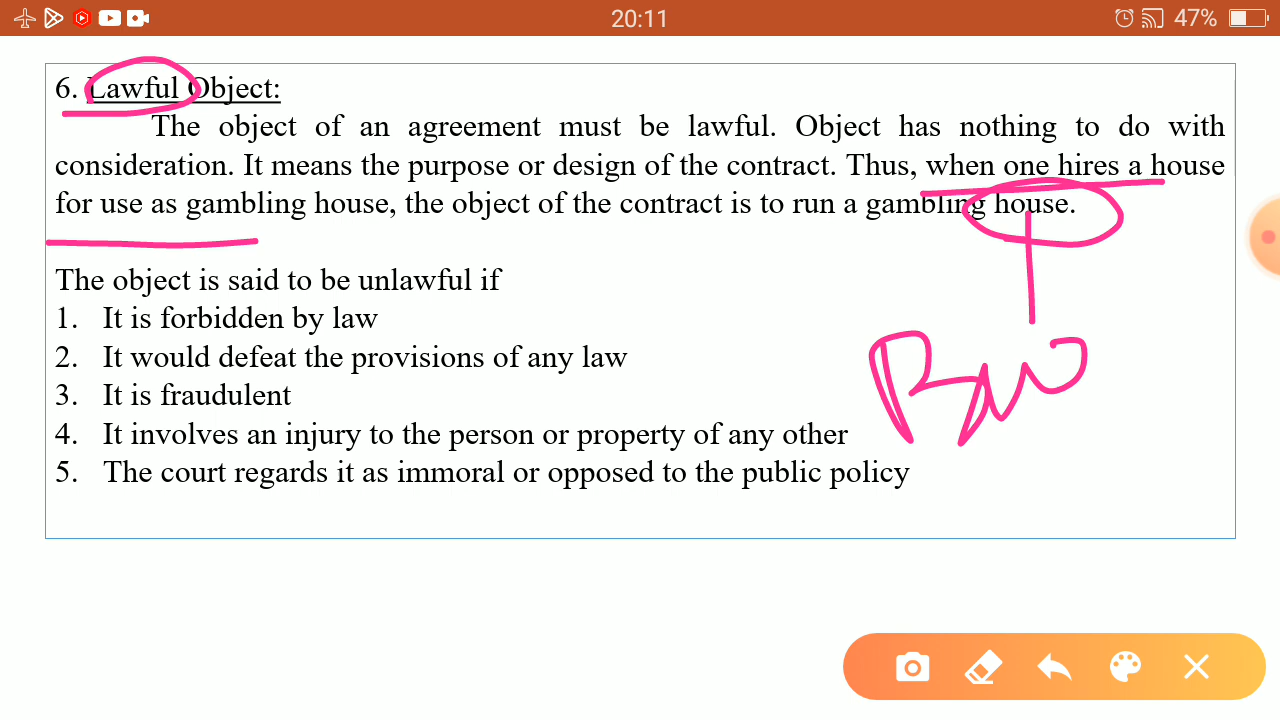 20:11
47%
6. Lawful Object:
The object of an agreement must be lawful. Object has nothing to do with
consideration. It means the purpose or design of the contract. Thus, when one hires a house
for use as gambling house, the object of the contract is to run a gambling house.
The object is said to be unlawful if
1. It is forbidden by law
2. It would defeat the provisions of any law
3. It is fraudulent
4. It involves an injury to the person or property of any other
5. The court regards it as immoral or opposed to the public policy